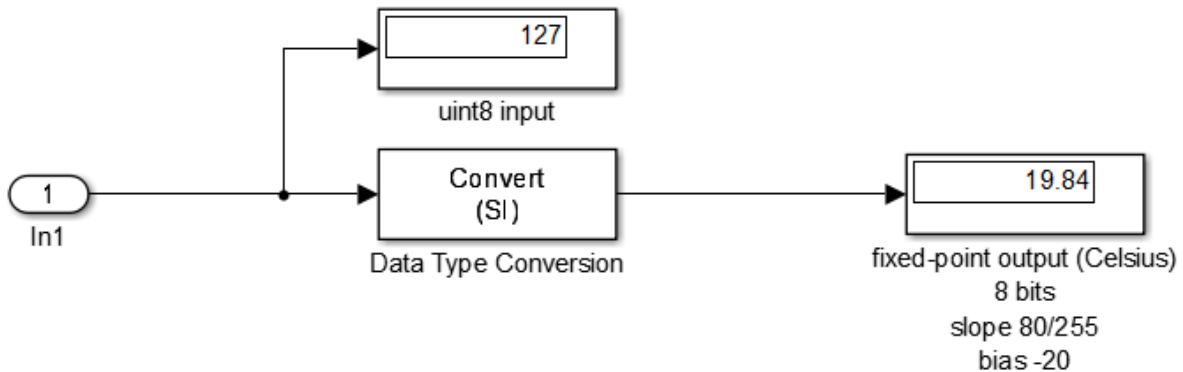 127
uint8 input
1
In1
Convert
(SI)
Data Type Conversion
19.84
fixed-point output (Celsius)
8 bits
slope 80/255
bias -20